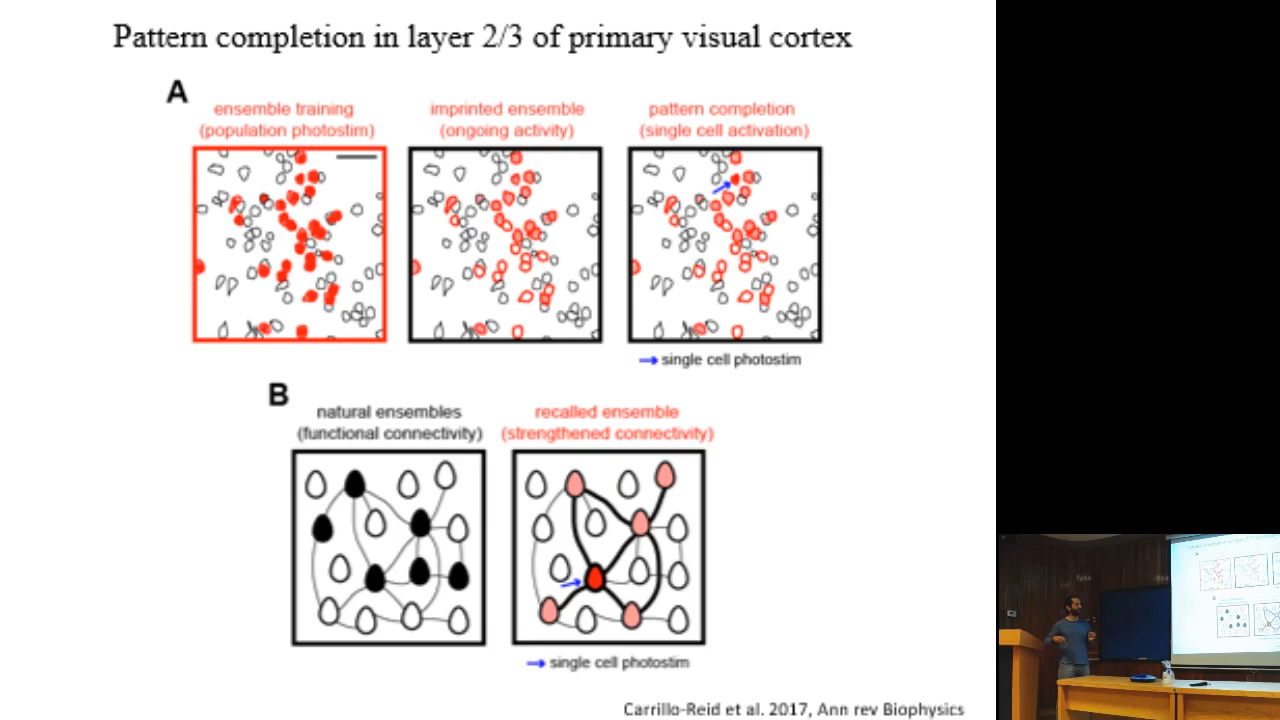 Pattern completion in layer 2/3 of primary visual cortex
A
ensemble training
(population photostim)
imprinted ensemble
(ongoing activity)
pattern completion
(single cell activation)
single cell photostim
B
natural ensembles
(functional connectivity)
recalled ensemble
(strengthened connectivity)
single cell photostim
Carrillo-Reid et al. 2017, Ann rev Biophysics